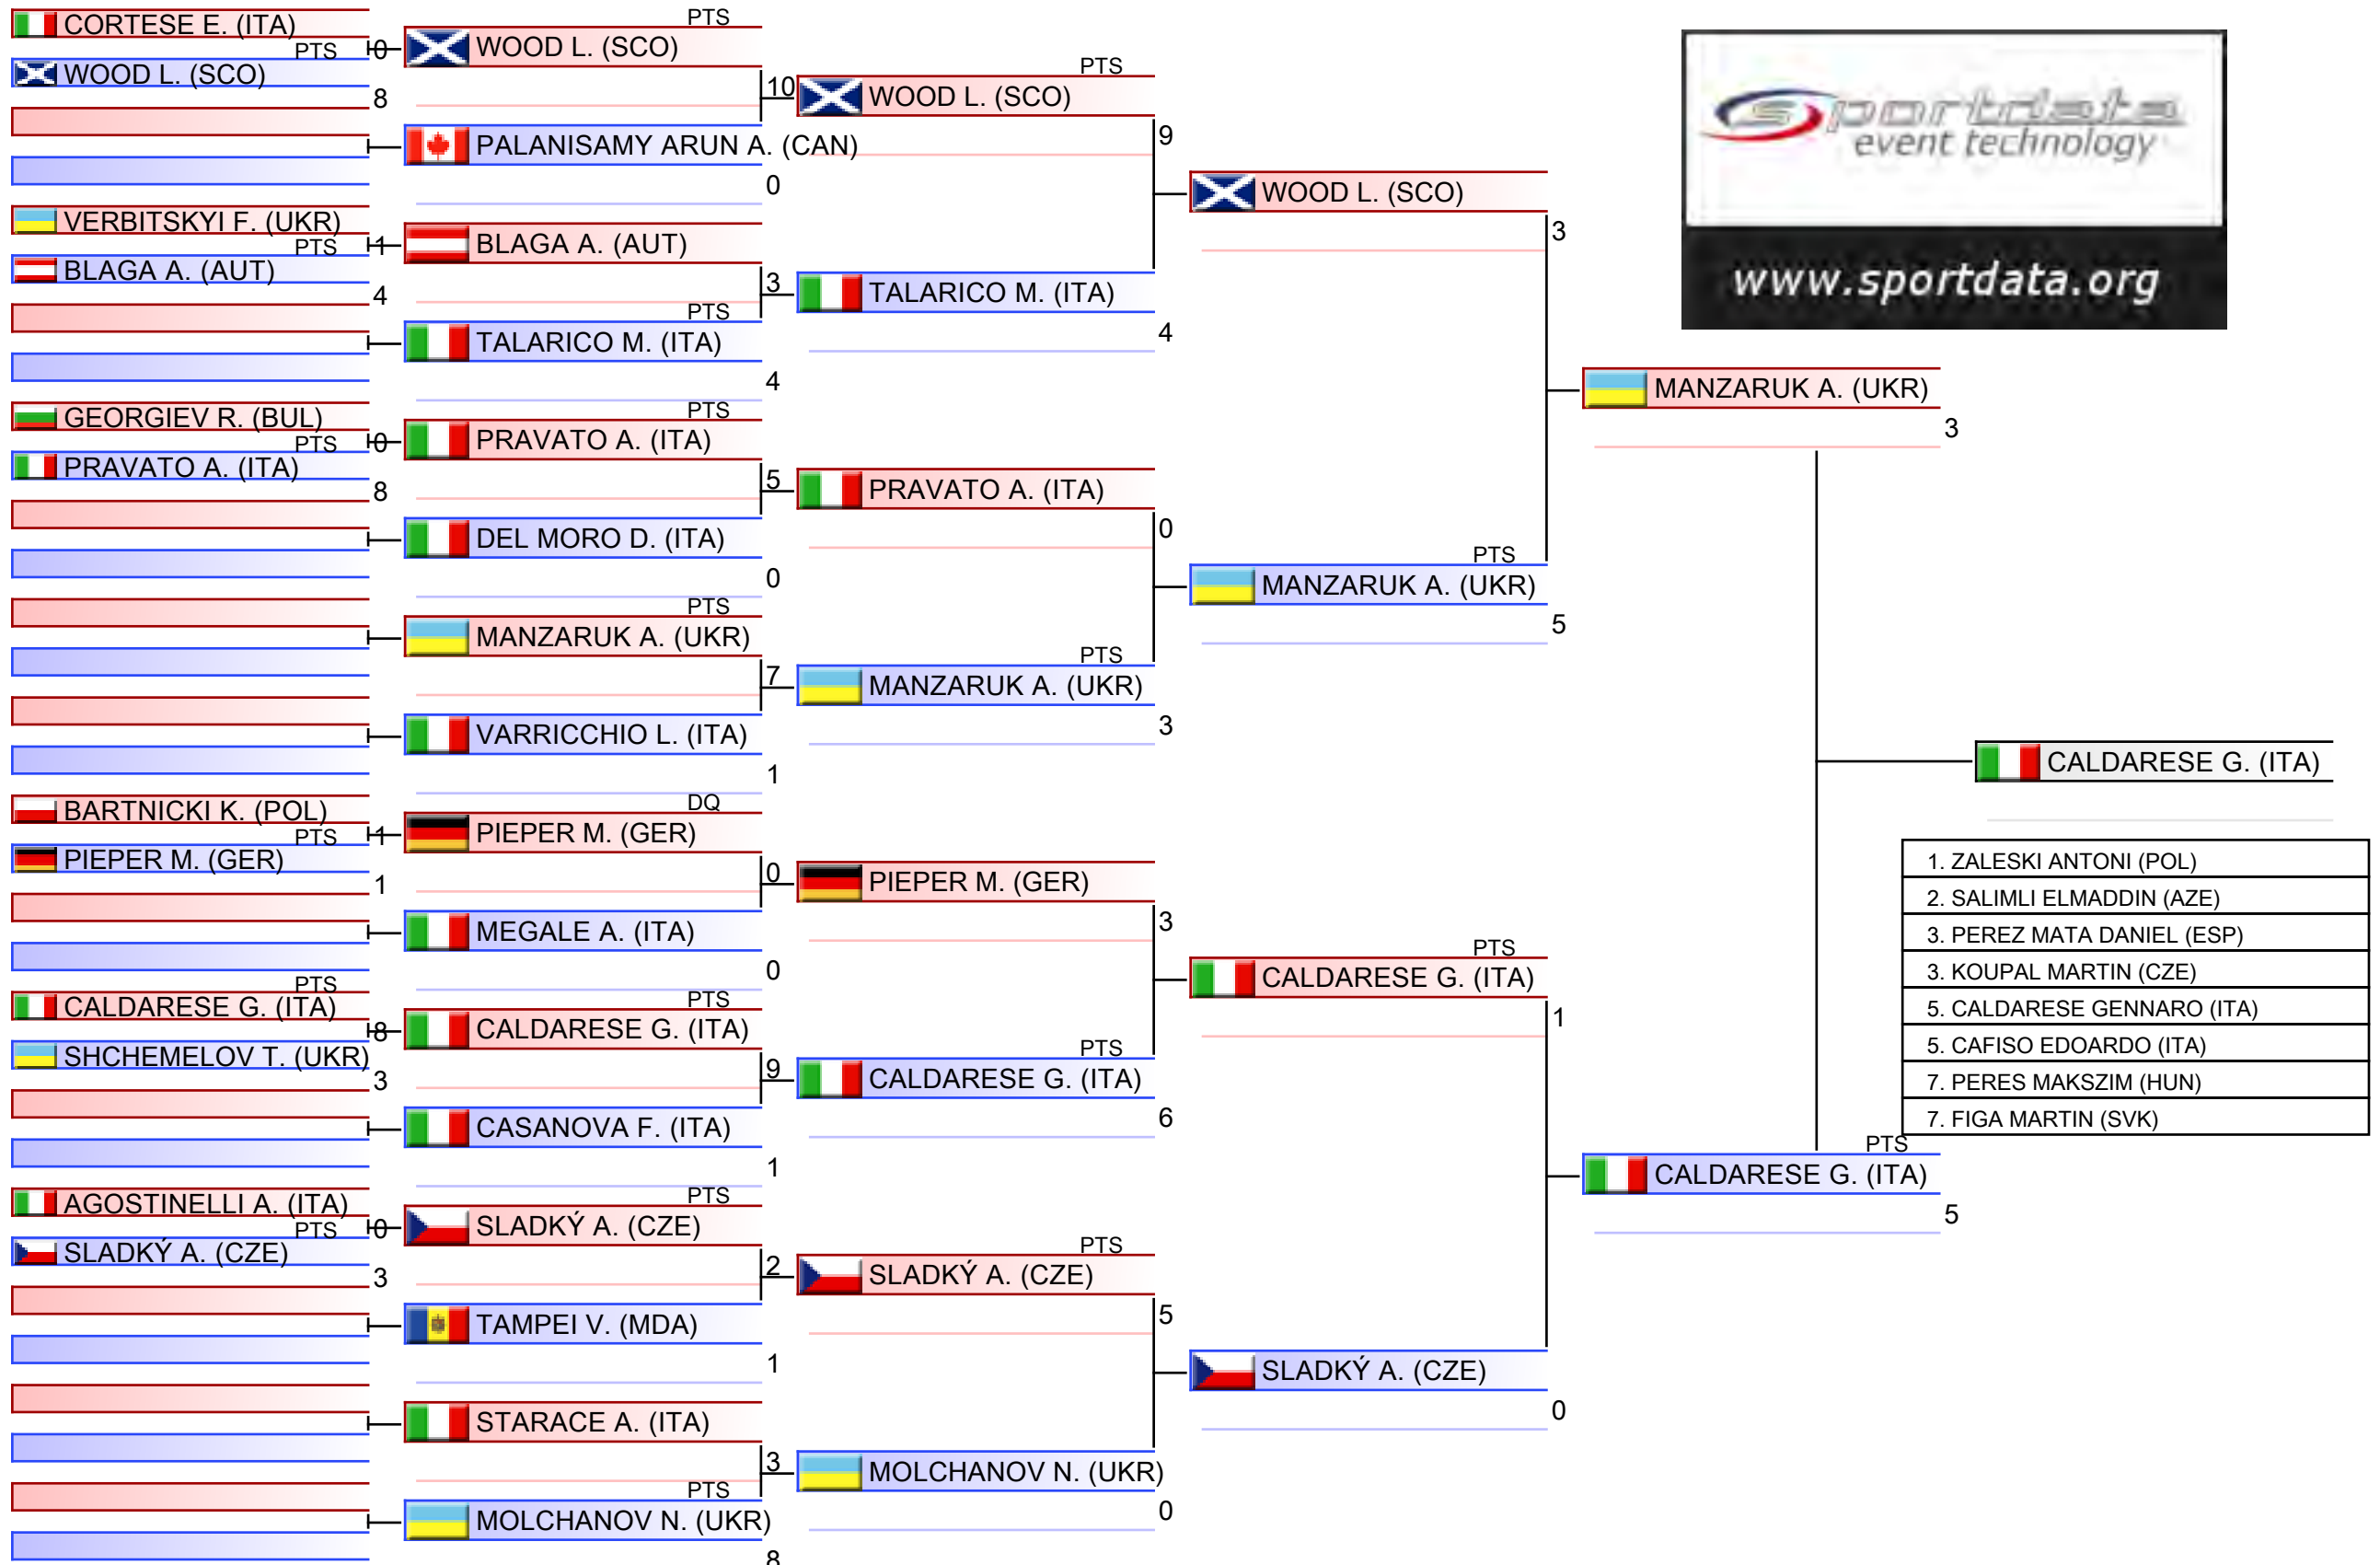 CORTESE E. (ITA)
PTS 0
WOOD L. (SCO)
8
VERBITSKYI F. (UKR)
PTS 1
BLAGA A. (AUT)
4
GEORGIEV R. (BUL)
PTS 0
PRAVATO A. (ITA)
8
BARTNICKI K. (POL)
PTS 1
PIEPER M. (GER)
1
PTS
CALDARESE G. (ITA)
8
SHCHEMELOV T. (UKR)
3
AGOSTINELLI A. (ITA)
PTS 0
SLADKÝ A. (CZE)
3
PTS
WOOD L. (SCO)
10
PALANISAMY ARUN A. (CAN)
0
BLAGA A. (AUT)
3
PTS
TALARICO M. (ITA)
4
PTS
PRAVATO A. (ITA)
5
DEL MORO D. (ITA)
0
PTS
MANZARUK A. (UKR)
7
VARRICCHIO L. (ITA)
1
DQ
PIEPER M. (GER)
0
MEGALE A. (ITA)
0
PTS
CALDARESE G. (ITA)
9
CASANOVA F. (ITA)
1
PTS
SLADKÝ A. (CZE)
2
TAMPEI V. (MDA)
1
STARACE A. (ITA)
3
PTS
MOLCHANOV N. (UKR)
8
PTS
WOOD L. (SCO)
9
TALARICO M. (ITA)
4
PRAVATO A. (ITA)
0
PTS
MANZARUK A. (UKR)
3
PIEPER M. (GER)
3
PTS
CALDARESE G. (ITA)
6
PTS
SLADKÝ A. (CZE)
5
MOLCHANOV N. (UKR)
0
WOOD L. (SCO)
3
PTS
MANZARUK A. (UKR)
5
PTS
CALDARESE G. (ITA)
1
SLADKÝ A. (CZE)
0
MANZARUK A. (UKR)
3
PTS
CALDARESE G. (ITA)
5
CALDARESE G. (ITA)
sportdata
event technology
www.sportdata.org
1. ZALESKI ANTONI (POL)
2. SALIMLI ELMADDIN (AZE)
3. PEREZ MATA DANIEL (ESP)
3. KOUPAL MARTIN (CZE)
5. CALDARESE GENNARO (ITA)
5. CAFISO EDOARDO (ITA)
7. PERES MAKSZIM (HUN)
7. FIGA MARTIN (SVK)